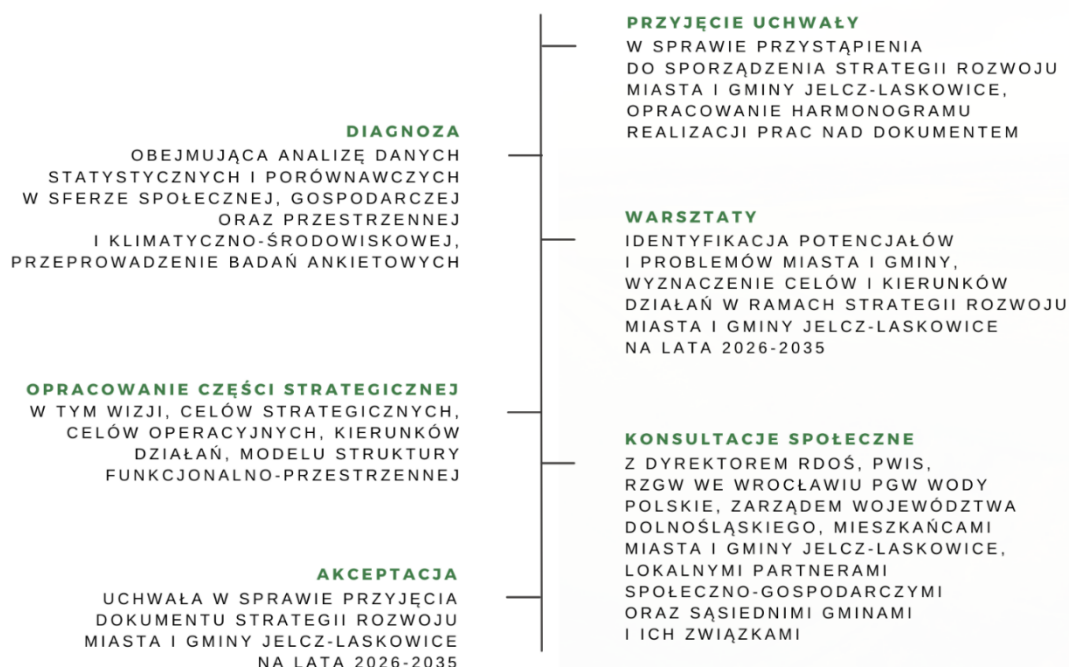 PRZYJĘCIE UCHWAŁY
W SPRAWIE PRZYSTĄPIENIA
DO SPORZĄDZENIA STRATEGII ROZWOJU
MIASTA I GMINY JELCZ-LASKOWICE,
OPRACOWANIE HARMONOGRAMU
REALIZACJI PRAC NAD DOKUMENTEM
DIAGNOZA
OBEJMUJĄCA ANALIZĘ DANYCH
STATYSTYCZNYCH I PORÓWNAWCZYCH
W SFERZE SPOŁECZNEJ, GOSPODARCZEJ
ORAZ PRZESTRZENNEJ
I KLIMATYCZNO-ŚRODOWISKOWEJ,
PRZEPROWADZENIE BADAŃ ANKIETOWYCH
WARSZTATY
IDENTYFIKACJA POTENCJAŁÓW
I PROBLEMÓW MIASTA I GMINY,
WYZNACZENIE CELÓW I KIERUNKÓW
DZIAŁAŃ W RAMACH STRATEGII ROZWOJU
MIASTA I GMINY JELCZ-LASKOWICE
NA LATA 2026-2035
OPRACOWANIE CZĘŚCI STRATEGICZNEJ
W TYM WIZJI, CELÓW STRATEGICZNYCH,
CELÓW OPERACYJNYCH, KIERUNKÓW
DZIAŁAŃ, MODELU STRUKTURY
FUNKCJONALNO-PRZESTRZENNEJ
KONSULTACJE SPOŁECZNE
Z DYREKTOREM RDOŚ, PWIS,
RZGW WE WROCŁAWIU PGW WODY
POLSKIE, ZARZĄDEM WOJEWÓDZTWA
DOLNOŚLĄSKIEGO, MIESZKAŃCAMI
MIASTA I GMINY JELCZ-LASKOWICE,
LOKALNYMI PARTNERAMI
SPOŁECZNO-GOSPODARCZYMI
ORAZ SĄSIEDNIMI GMINAMI
I ICH ZWIĄZKAMI
AKCEPTACJA
UCHWAŁA W SPRAWIE PRZYJĘCIA
DOKUMENTU STRATEGII ROZWOJU
MIASTA I GMINY JELCZ-LASKOWICE
NA LATA 2026-2035